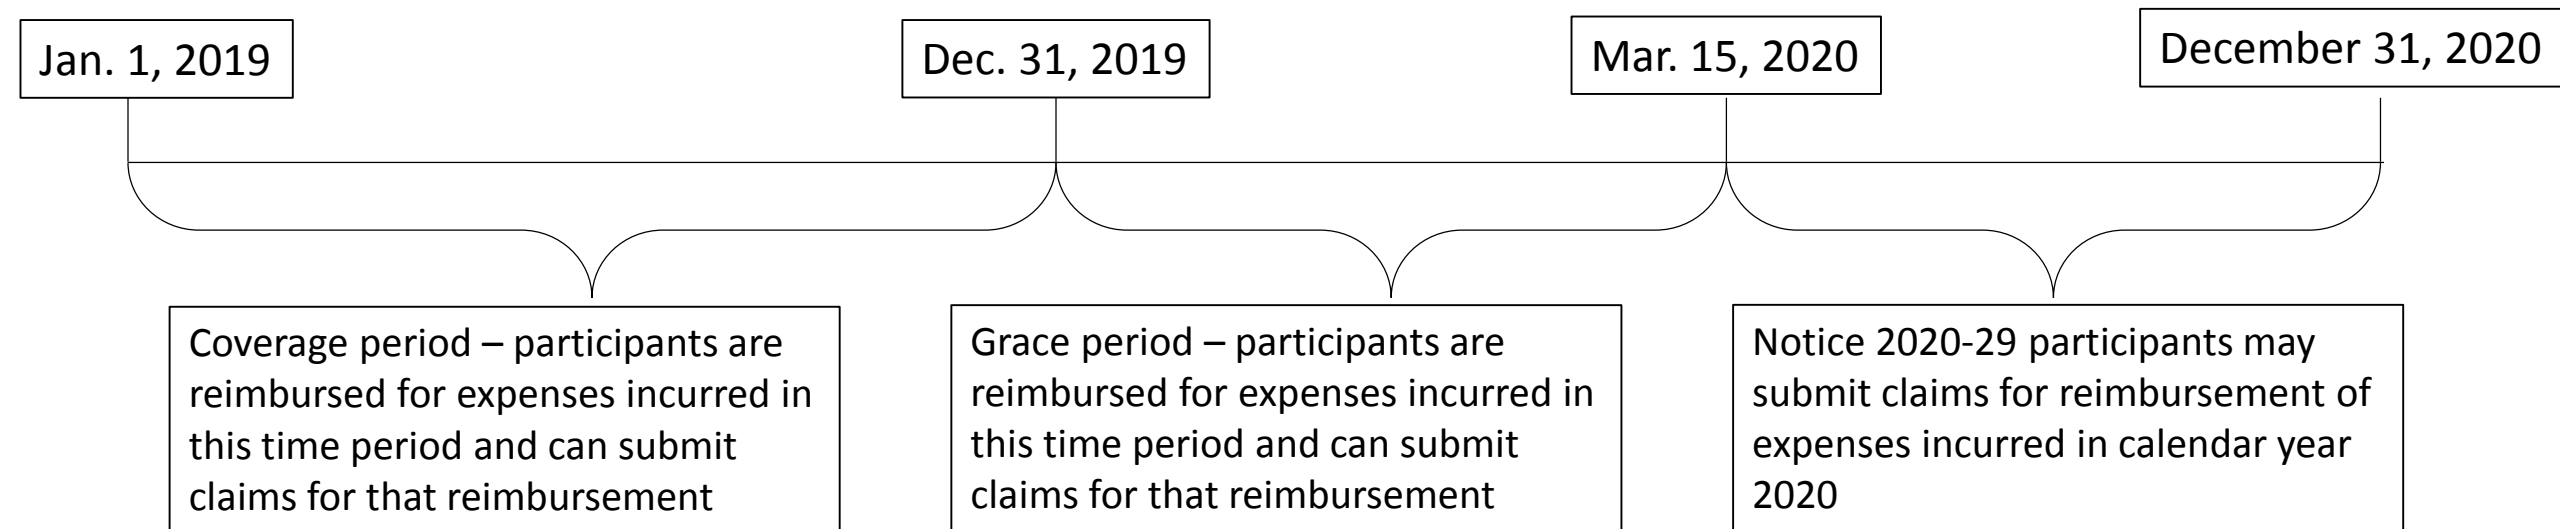 Jan. 1, 2019
Dec. 31, 2019
Mar. 15, 2020
December 31, 2020
Coverage period – participants are
reimbursed for expenses incurred in
this time period and can submit
claims for that reimbursement
Grace period – participants are
reimbursed for expenses incurred in
this time period and can submit
claims for that reimbursement
Notice 2020-29 participants may
submit claims for reimbursement of
expenses incurred in calendar year
2020